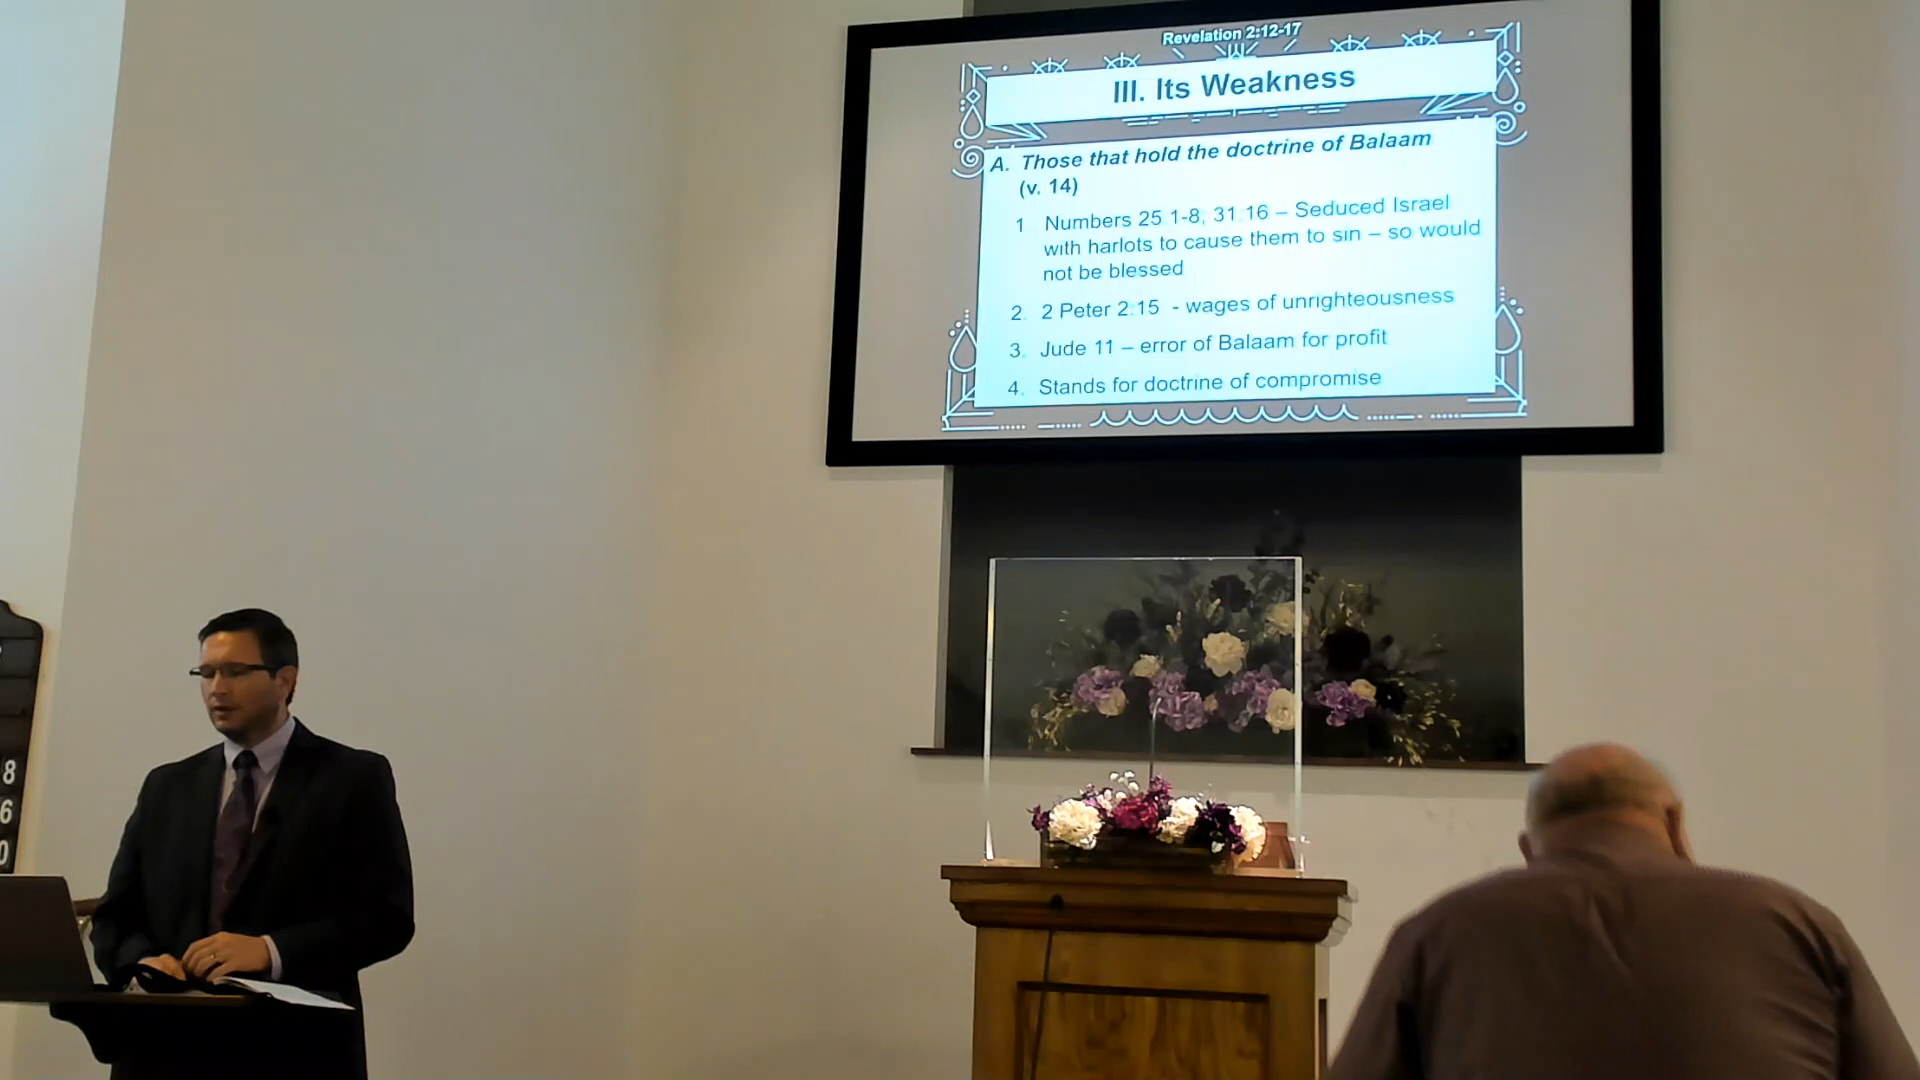 Revelation 2:12-17
III. Its Weakness
A. Those that hold the doctrine of Balaam
(v. 14)
1 Numbers 25:1-8, 31:16 – Seduced Israel
with harlots to cause them to sin – so would
not be blessed
2. 2 Peter 2:15 - wages of unrighteousness
3. Jude 11 – error of Balaam for profit
4. Stands for doctrine of compromise
8
6
0